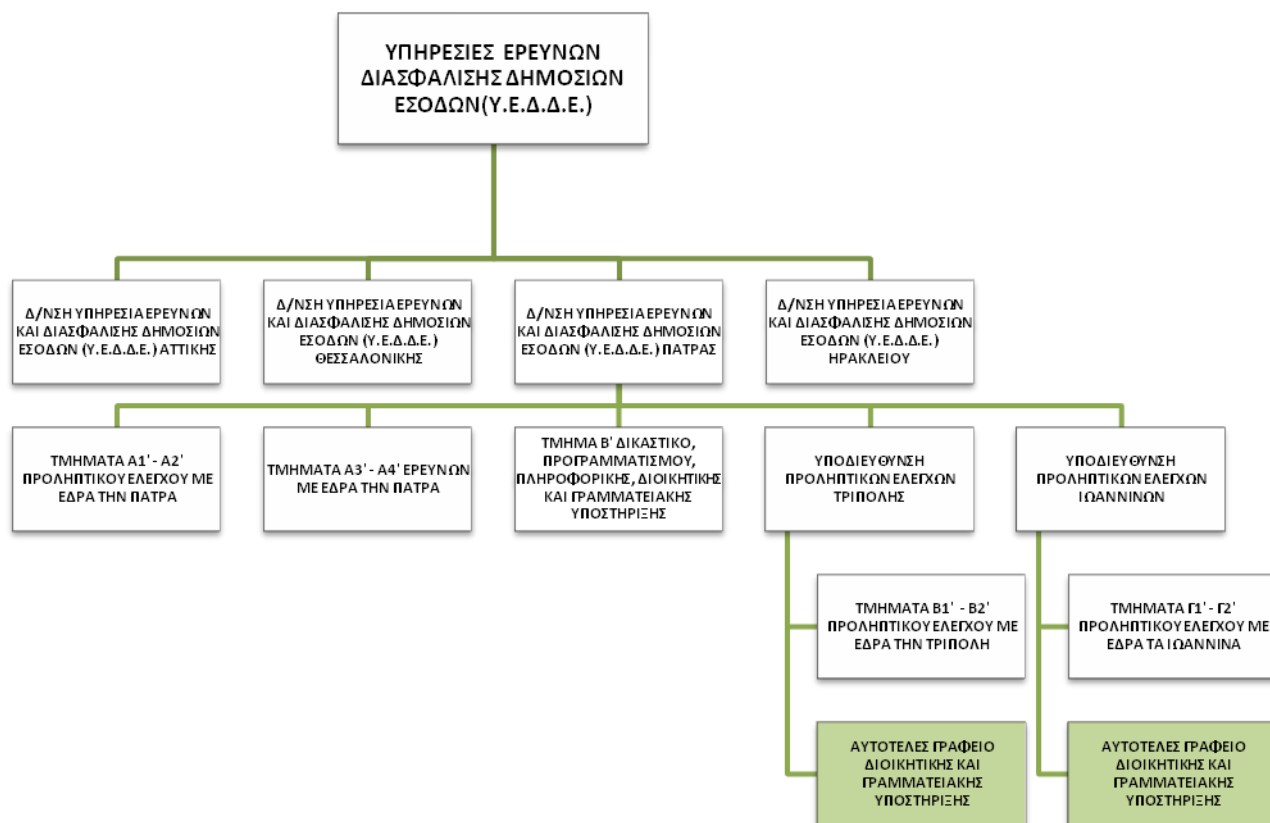 ΥΠΗΡΕΣΙΕΣ ΕΡΕΥΝΩΝ
ΔΙΑΣΦΑΛΙΣΗΣ ΔΗΜΟΣΙΩΝ
ΕΣΟΔΩΝ(Υ.Ε.Δ.Δ.Ε.)
Δ/ΝΣΗ ΥΠΗΡΕΣΙΑ ΕΡΕΥΝΩΝ
ΚΑΙ ΔΙΑΣΦΑΛΙΣΗΣ ΔΗΜΟΣΙΩΝ
ΕΣΟΔΩΝ (Υ.Ε.Δ.Δ.Ε.) ΑΤΤΙΚΗΣ
Δ/ΝΣΗ ΥΠΗΡΕΣΙΑ ΕΡΕΥΝΩΝ
ΚΑΙ ΔΙΑΣΦΑΛΙΣΗΣ ΔΗΜΟΣΙΩΝ
ΕΣΟΔΩΝ (Υ.Ε.Δ.Δ.Ε.)
ΘΕΣΣΑΛΟΝΙΚΗΣ
Δ/ΝΣΗ ΥΠΗΡΕΣΙΑ ΕΡΕΥΝΩΝ
ΚΑΙ ΔΙΑΣΦΑΛΙΣΗΣ ΔΗΜΟΣΙΩΝ
ΕΣΟΔΩΝ (Υ.Ε.Δ.Δ.Ε.) ΠΑΤΡΑΣ
Δ/ΝΣΗ ΥΠΗΡΕΣΙΑ ΕΡΕΥΝΩΝ
ΚΑΙ ΔΙΑΣΦΑΛΙΣΗΣ ΔΗΜΟΣΙΩΝ
ΕΣΟΔΩΝ (Υ.Ε.Δ.Δ.Ε.)
ΗΡΑΚΛΕΙΟΥ
ΤΜΗΜΑΤΑ Α1' - Α2'
ΠΡΟΛΗΠΤΙΚΟΥ ΕΛΕΓΧΟΥ ΜΕ
ΕΔΡΑ ΤΗΝ ΠΑΤΡΑ
ΤΜΗΜΑΤΑ Α3' - Α4' ΕΡΕΥΝΩΝ
ΜΕ ΕΔΡΑ ΤΗΝ ΠΑΤΡΑ
ΤΜΗΜΑ Β' ΔΙΚΑΣΤΙΚΟ,
ΠΡΟΓΡΑΜΜΑΤΙΣΜΟΥ,
ΠΛΗΡΟΦΟΡΙΚΗΣ, ΔΙΟΙΚΗΤΙΚΗΣ
ΚΑΙ ΓΡΑΜΜΑΤΕΙΑΚΗΣ
ΥΠΟΣΤΗΡΙΞΗΣ
ΥΠΟΔΙΕΥΘΥΝΣΗ
ΠΡΟΛΗΠΤΙΚΩΝ ΕΛΕΓΧΩΝ
ΤΡΙΠΟΛΗΣ
ΥΠΟΔΙΕΥΘΥΝΣΗ
ΠΡΟΛΗΠΤΙΚΩΝ ΕΛΕΓΧΩΝ
ΙΩΑΝΝΙΝΩΝ
ΤΜΗΜΑΤΑ Β1' - Β2'
ΠΡΟΛΗΠΤΙΚΟΥ ΕΛΕΓΧΟΥ ΜΕ
ΕΔΡΑ ΤΗΝ ΤΡΙΠΟΛΗ
ΤΜΗΜΑΤΑ Γ1' - Γ2'
ΠΡΟΛΗΠΤΙΚΟΥ ΕΛΕΓΧΟΥ ΜΕ
ΕΔΡΑ ΤΑ ΙΩΑΝΝΙΝΑ
ΑΥΤΟΤΕΛΕΣ ΓΡΑΦΕΙΟ
ΔΙΟΙΚΗΤΙΚΗΣ ΚΑΙ
ΓΡΑΜΜΑΤΕΙΑΚΗΣ
ΥΠΟΣΤΗΡΙΞΗΣ
ΑΥΤΟΤΕΛΕΣ ΓΡΑΦΕΙΟ
ΔΙΟΙΚΗΤΙΚΗΣ ΚΑΙ
ΓΡΑΜΜΑΤΕΙΑΚΗΣ
ΥΠΟΣΤΗΡΙΞΗΣ